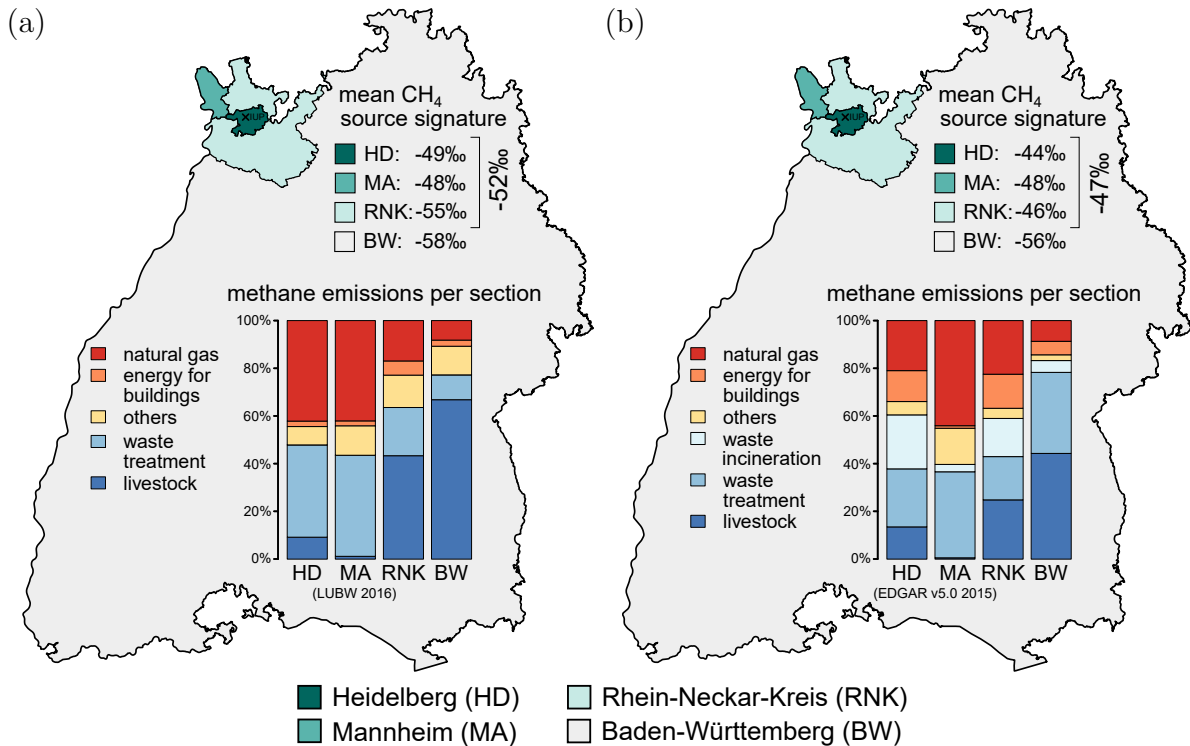 (a)
IUP
mean CH₄
source signature
HD: -49‰
MA: -48‰
RNK: -55‰
BW: -58‰
-52‰
methane emissions per section
100%
80%
60%
40%
20%
0%
natural gas
energy for
buildings
others
waste
treatment
livestock
HD MA RNK BW
(LUBW 2016)
(b)
IUP
mean CH₄
source signature
HD: -44‰
MA: -48‰
RNK: -46‰
BW: -56‰
-47‰
methane emissions per section
100%
80%
60%
40%
20%
0%
natural gas
energy for
buildings
others
waste
incineration
waste
treatment
livestock
HD MA RNK BW
(EDGAR v5.0 2015)
Heidelberg (HD)
Mannheim (MA)
Rhein-Neckar-Kreis (RNK)
Baden-Württemberg (BW)